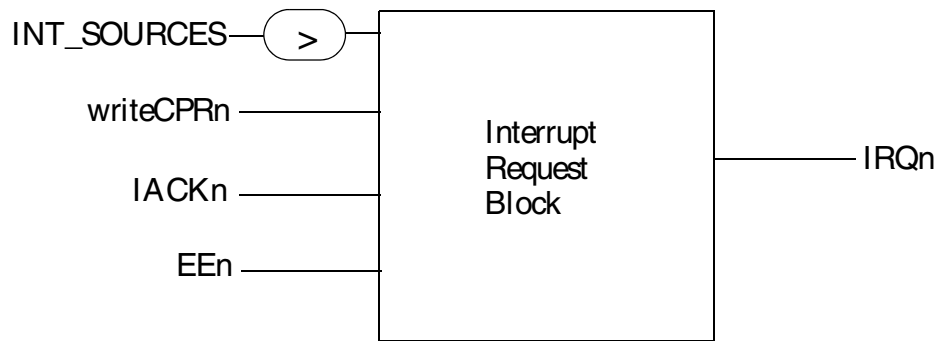 INT_SOURCES
>
writeCPRn
IACKn
EEn
Interrupt
Request
Block
IRQn